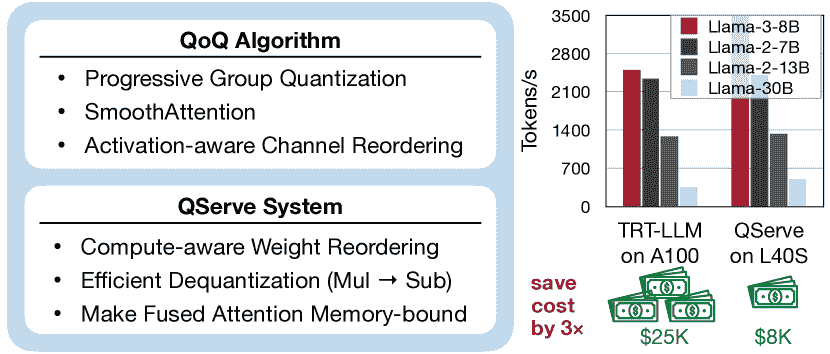 QoQ Algorithm
• Progressive Group Quantization
• SmoothAttention
• Activation-aware Channel Reordering
QServe System
• Compute-aware Weight Reordering
• Efficient Dequantization (Mul → Sub)
• Make Fused Attention Memory-bound
Tokens/s
3500
2800
2100
1400
700
0
Llama-3-8B
Llama-2-7B
Llama-2-13B
Llama-30B
TRT-LLM
on A100
QServe
on L40S
save
cost
by 3×
$
$
$
$
$25K
$8K